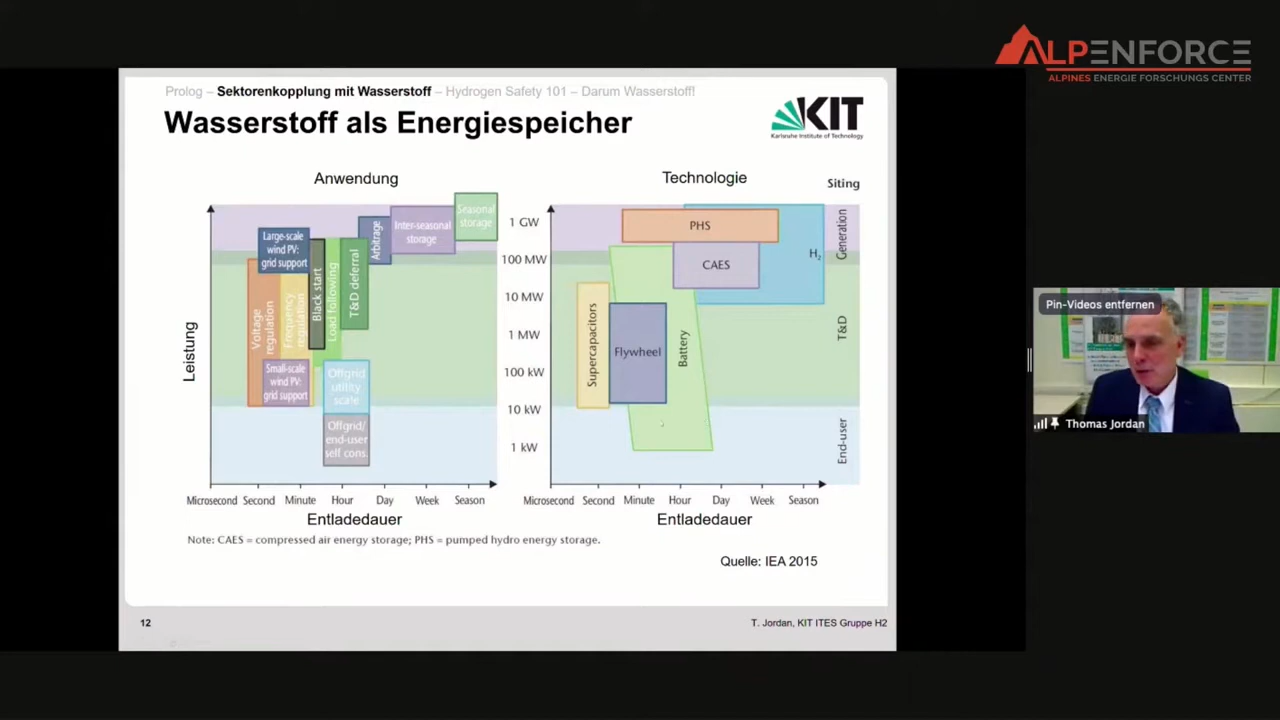 ALPENFORCE
ALPINES ENERGIE FORSCHUNGS CENTER
Prolog – Sektorenkopplung mit Wasserstoff – Hydrogen Safety 101 – Darum Wasserstoff!
Wasserstoff als Energiespeicher
KIT
Karlsruhe Institute of Technology
Anwendung
Leistung
Large-scale
wind PV:
grid support
Voltage
regulation
Frequency
regulation
Small-scale
wind PV:
grid support
Black start
Load following
T&D deferral
Arbitrage
Inter-seasonal
storage
Seasonal
storage
Offgrid
utility
scale
Offgrid/
end-user
self cons.
Microsecond Second Minute Hour Day Week Season
Entladedauer
1 GW
100 MW
10 MW
1 MW
100 kW
10 kW
1 kW
Technologie
Siting
PHS
CAES
H₂
Supercapacitors
Flywheel
Battery
Generation
T&D
End-user
Microsecond Second Minute Hour Day Week Season
Entladedauer
Note: CAES = compressed air energy storage; PHS = pumped hydro energy storage.
Quelle: IEA 2015
12
T. Jordan, KIT ITES Gruppe H2
Pin-Videos entfernen
Thomas Jordan